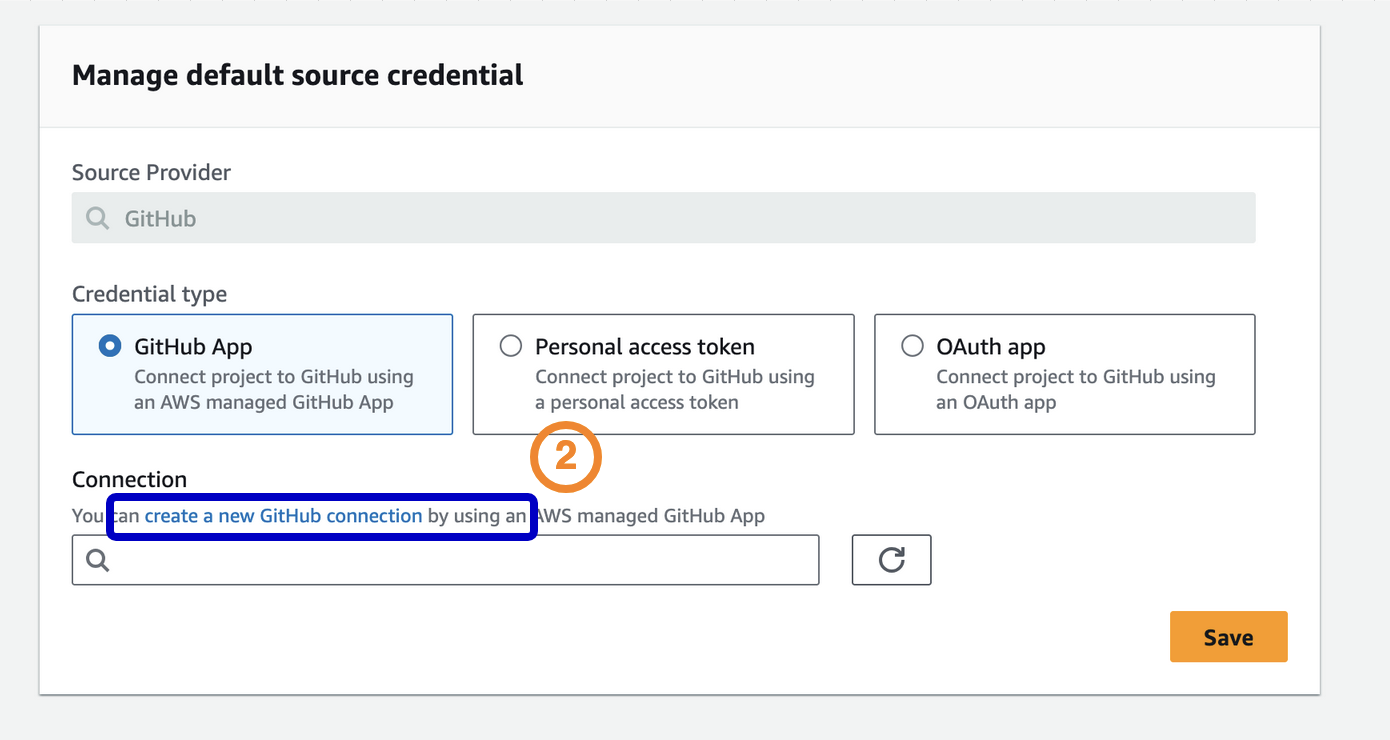 Manage default source credential
Source Provider
GitHub
Credential type
GitHub App
Connect project to GitHub using
an AWS managed GitHub App
Personal access token
Connect project to GitHub using
a personal access token
OAuth app
Connect project to GitHub using
an OAuth app
2
Connection
You can create a new GitHub connection by using an AWS managed GitHub App
Save